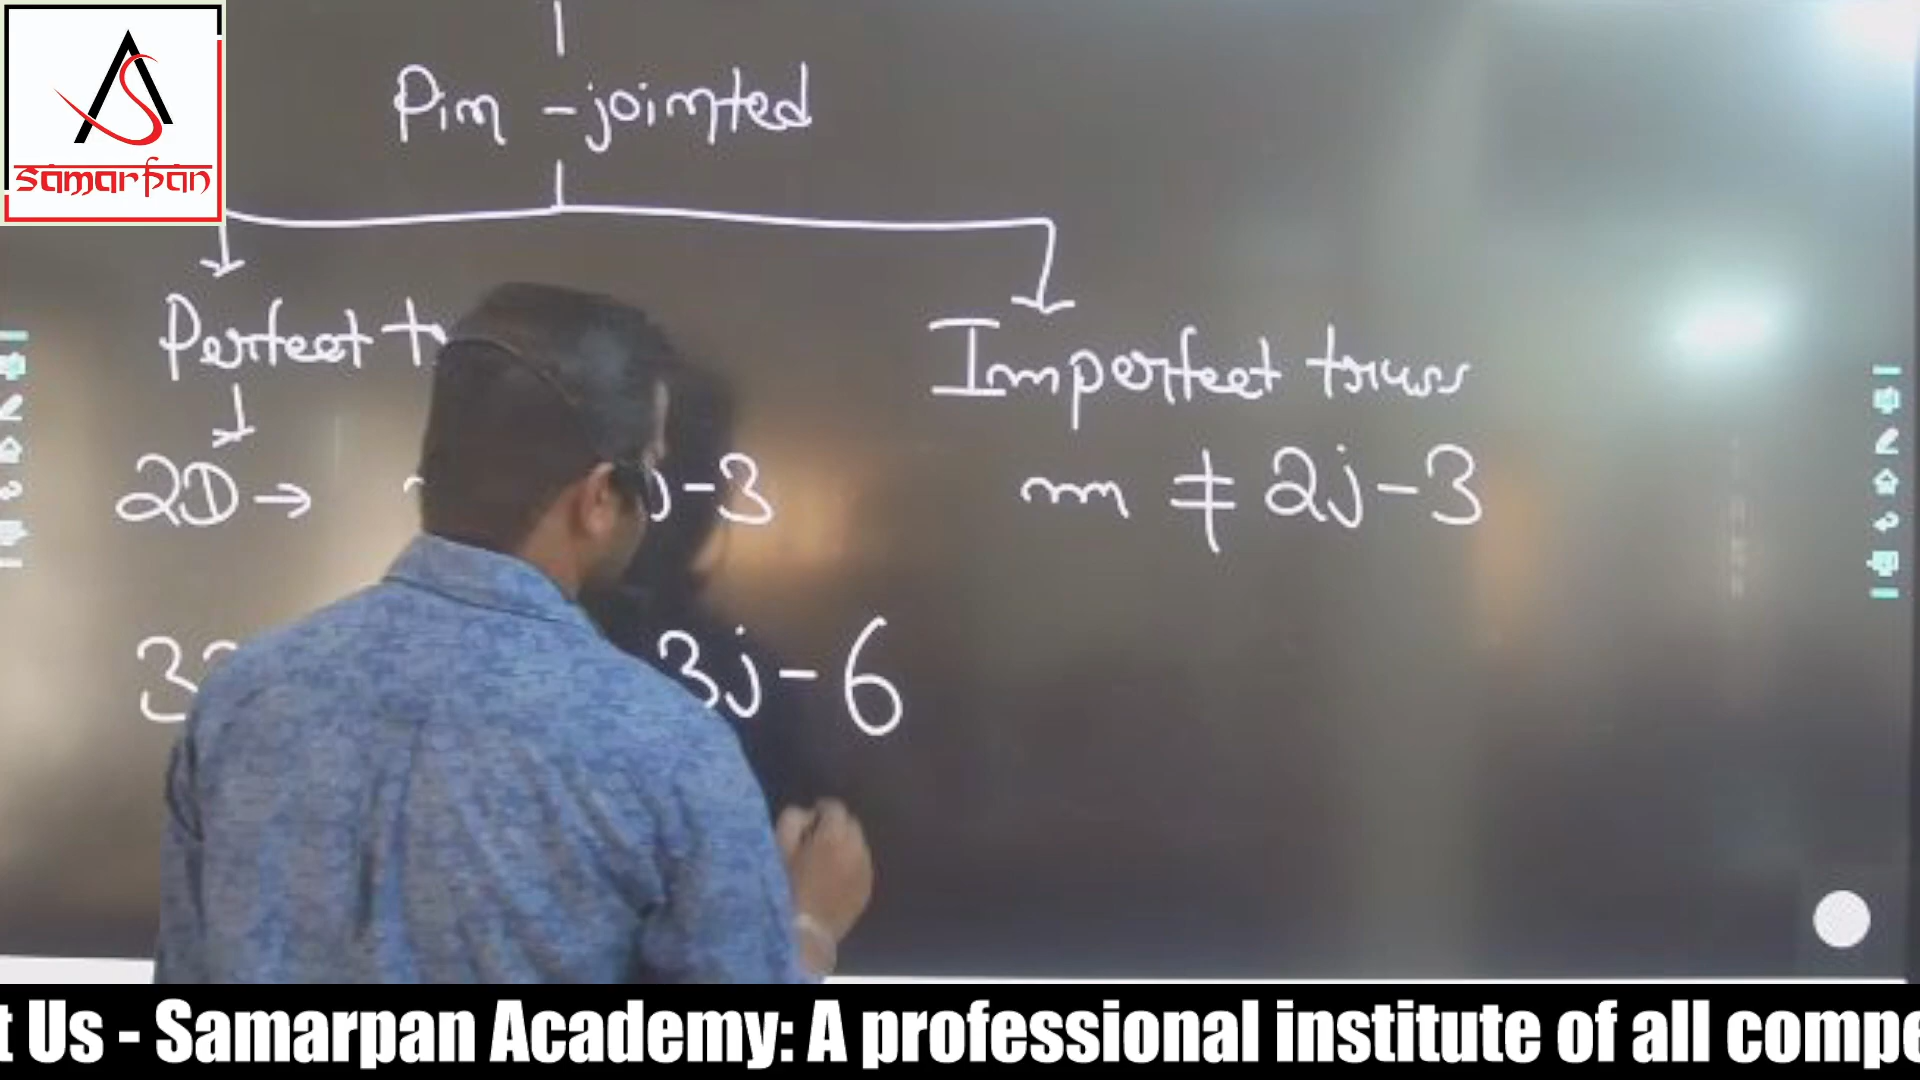 samarpan
Pin - jointed
Perfect
Imperfect truss
2D → j-3
m ≠ 2j-3
3j-6
t Us - Samarpan Academy: A professional institute of all compe